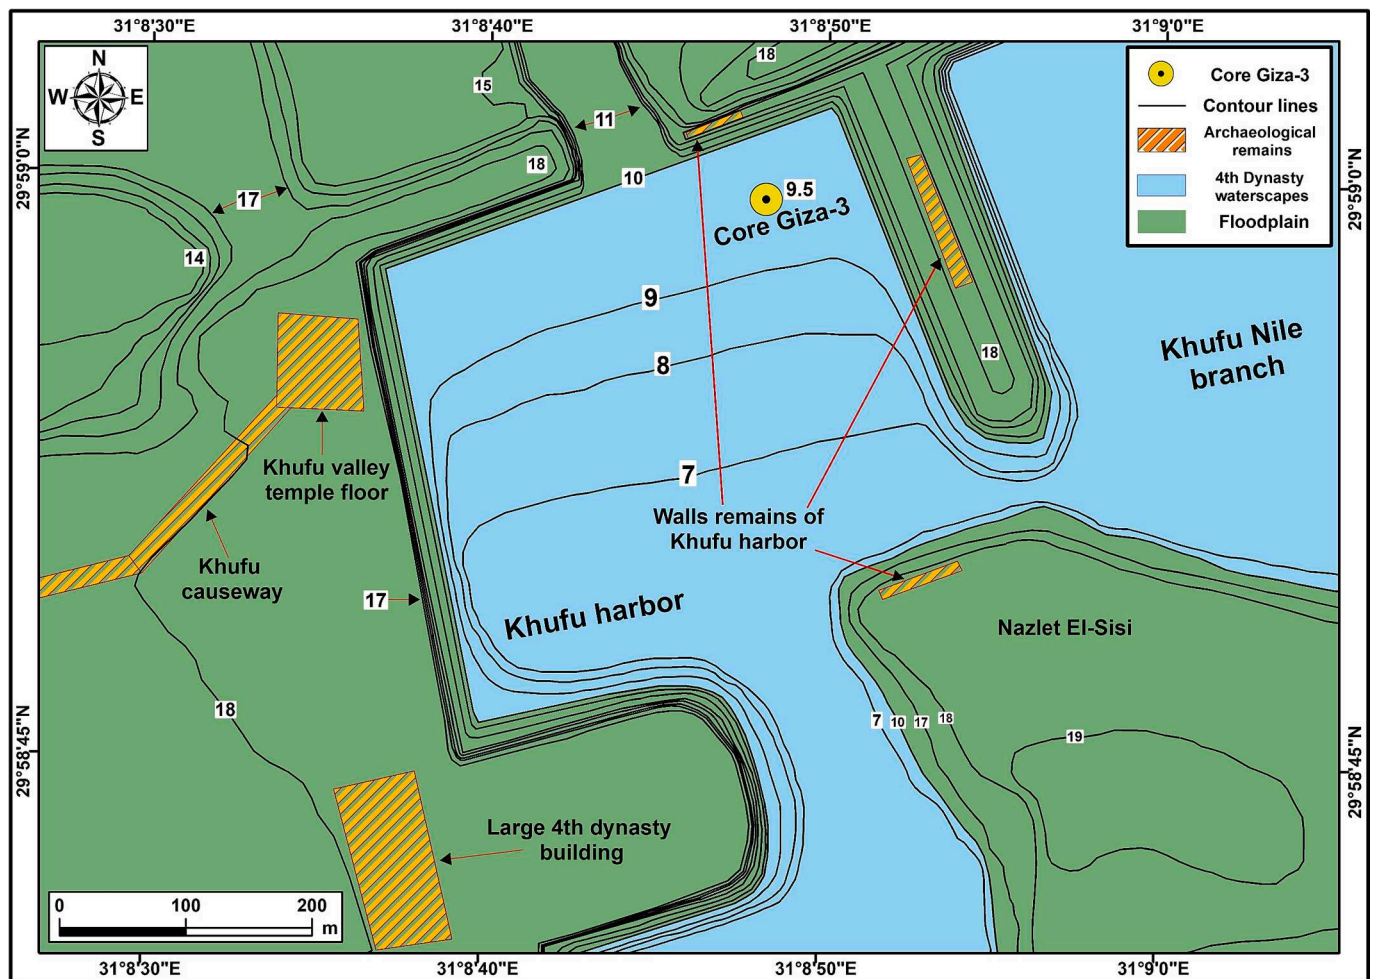 31°8'30"E
31°8'40"E
31°8'50"E
31°9'0"E
N
W
E
S
Core Giza-3
Contour lines
Archaeological
remains
4th Dynasty
waterscapes
Floodplain
18
15
11
18
10
17
14
9.5
Core Giza-3
29°59'0"N
29°59'0"N
9
8
7
18
Khufu Nile
branch
Khufu valley
temple floor
Khufu
causeway
Walls remains of
Khufu harbor
17
Khufu harbor
Nazlet El-Sisi
18
7
10
17
18
19
29°58'45"N
29°58'45"N
Large 4th dynasty
building
0
100
200
m
31°8'30"E
31°8'40"E
31°8'50"E
31°9'0"E